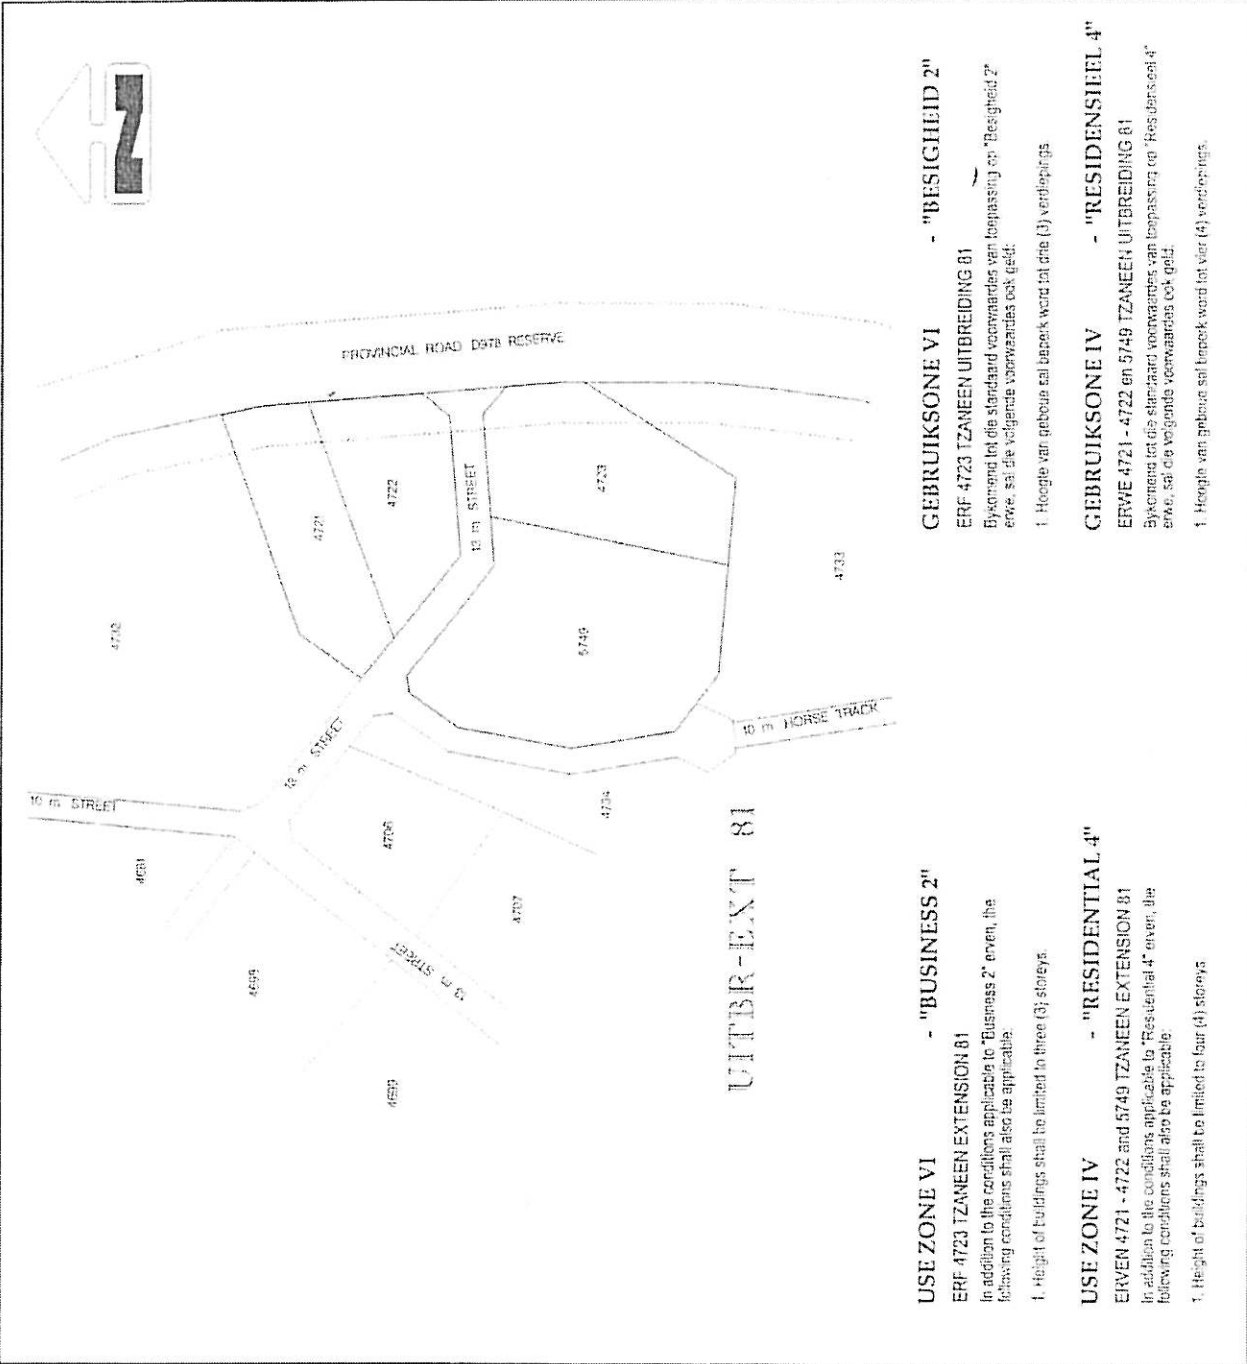 N
4732
4721
4722
4723
4733
5749
4734
4706
4707
4661
4699
4693
PROVINCIAL ROAD D978 RESERVE
13 m STREET
13 m STREET
13 m STREET
10 m STREET
10 m HORSE TRACK
UITBR-EXT 81
USE ZONE VI - "BUSINESS 2"
ERF 4723 TZANEEN EXTENSION 81
In addition to the conditions applicable to "Business 2" erven, the
following conditions shall also be applicable:
1. Height of buildings shall be limited to three (3) storeys.
USE ZONE IV - "RESIDENTIAL 4"
ERVEN 4721 - 4722 and 5749 TZANEEN EXTENSION 81
In addition to the conditions applicable to "Residential 4" erven, the
following conditions shall also be applicable:
1. Height of buildings shall be limited to four (4) storeys
GEBRUIKSONE VI - "BESIGHEID 2"
ERF 4723 TZANEEN UITBREIDING 81
Bykomend tot die standaard voorwaardes van toepassing op "Besigheid 2"
erwe, sal die volgende voorwaardes ook geld:
1. Hoogte van geboue sal beperk word tot drie (3) verdiepings
GEBRUIKSONE IV - "RESIDENSIEEL 4"
ERWE 4721 - 4722 en 5749 TZANEEN UITBREIDING 81
Bykomend tot die standaard voorwaardes van toepassing op "Residensieel 4"
erwe, sal die volgende voorwaardes ook geld:
1. Hoogte van geboue sal beperk word tot vier (4) verdiepings.